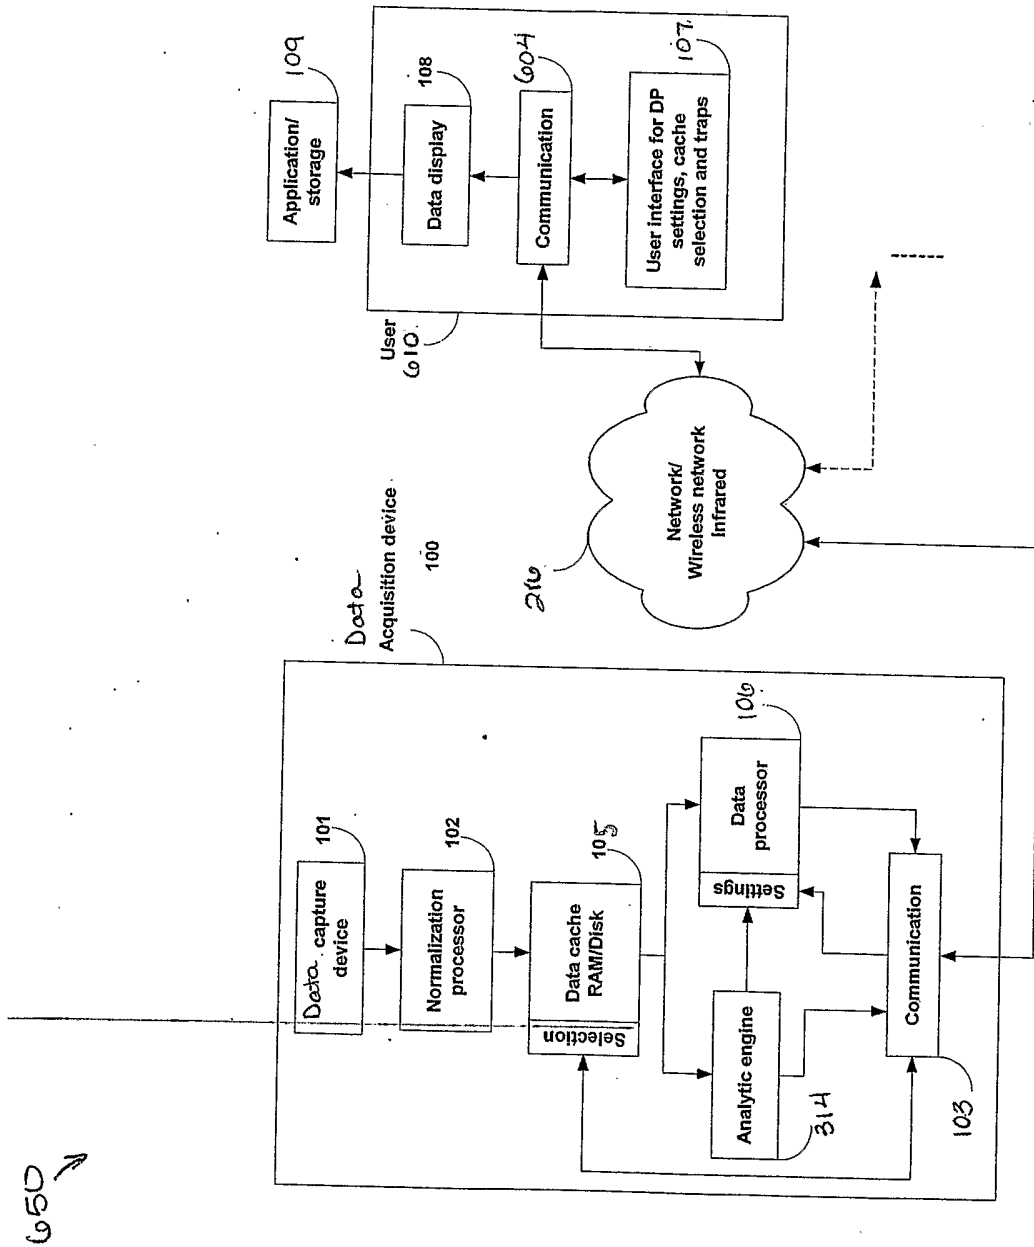 650
Data
Acquisition device
100
Data capture
device
101
Normalization
processor
102
Selection
Data cache
RAM/Disk
105
Analytic engine
314
Settings
Data
processor
106
Communication
103
Network/
Wireless network
Infrared
216
User
610
Application/
storage
109
Data display
108
Communication
604
User interface for DP
settings, cache
selection and traps
107